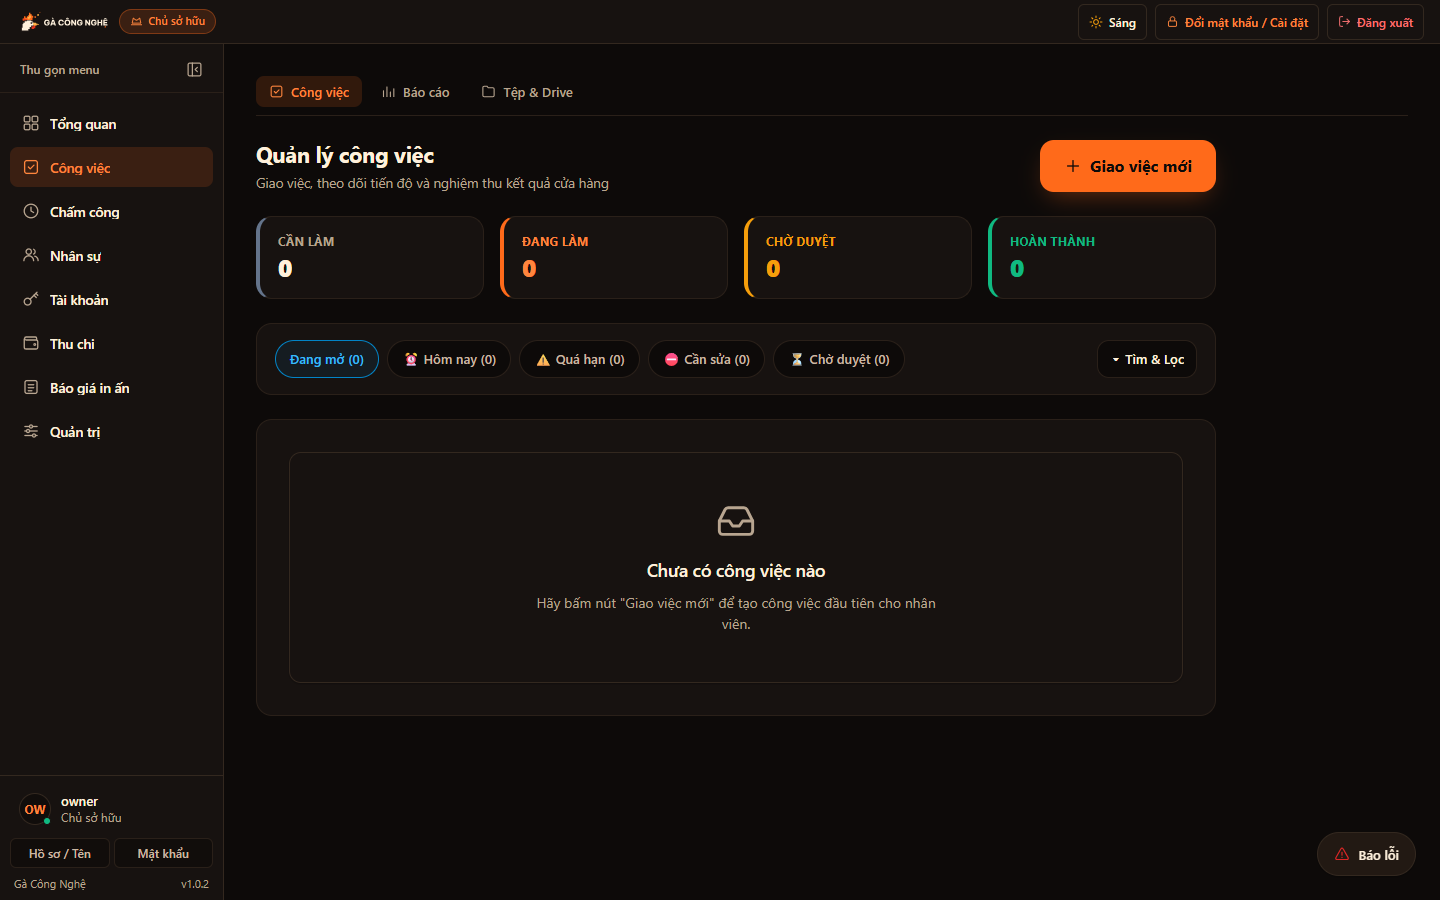 GÀ CÔNG NGHỆ
Chủ sở hữu
Sáng
Đổi mật khẩu / Cài đặt
Đăng xuất
Thu gọn menu
Tổng quan
Công việc
Chấm công
Nhân sự
Tài khoản
Thu chi
Báo giá in ấn
Quản trị
Công việc
Báo cáo
Tệp & Drive
Quản lý công việc
Giao việc, theo dõi tiến độ và nghiệm thu kết quả cửa hàng
+ Giao việc mới
CẦN LÀM
0
ĐANG LÀM
0
CHỜ DUYỆT
0
HOÀN THÀNH
0
Đang mở (0)
Hôm nay (0)
Quá hạn (0)
Cần sửa (0)
Chờ duyệt (0)
Tìm & Lọc
Chưa có công việc nào
Hãy bấm nút "Giao việc mới" để tạo công việc đầu tiên cho nhân
viên.
OW
owner
Chủ sở hữu
Hồ sơ / Tên
Mật khẩu
Gà Công Nghệ
v1.0.2
Báo lỗi